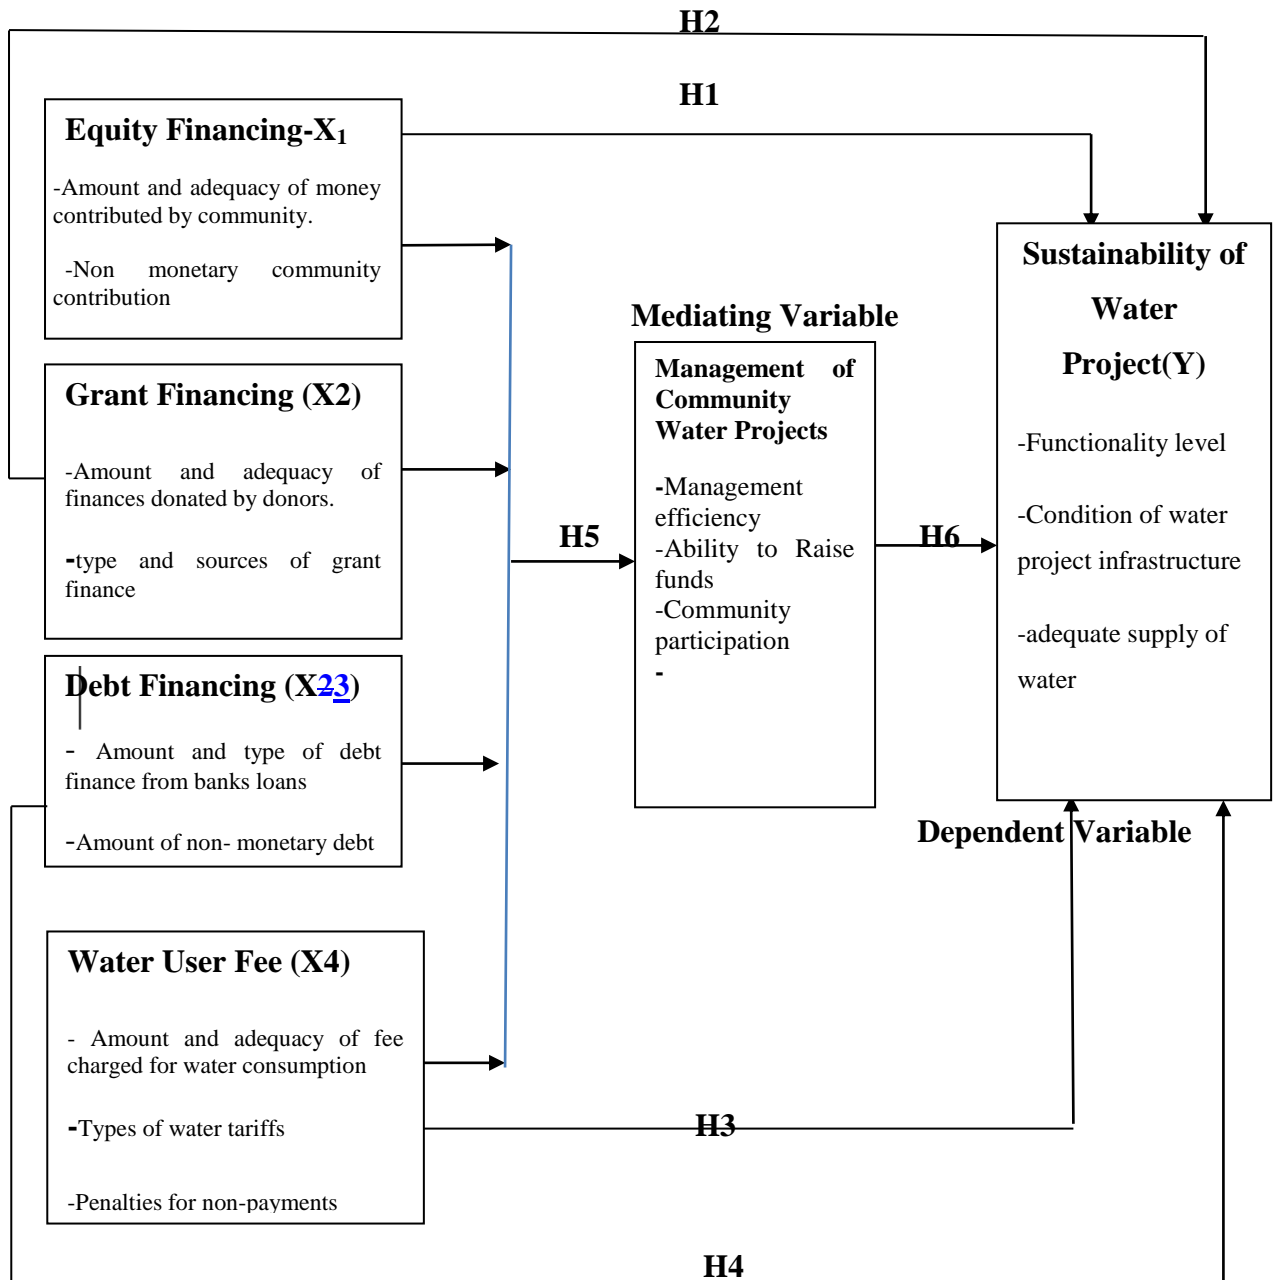 H2
H1
Equity Financing-X1
-Amount and adequacy of money
contributed by community.
-Non monetary community
contribution
Grant Financing (X2)
-Amount and adequacy of
finances donated by donors.
-type and sources of grant
finance
Debt Financing (X23)
- Amount and type of debt
finance from banks loans
-Amount of non- monetary debt
Water User Fee (X4)
- Amount and adequacy of fee
charged for water consumption
-Types of water tariffs
-Penalties for non-payments
H5
Mediating Variable
Management of
Community
Water Projects
-Management
efficiency
-Ability to Raise
funds
-Community
participation
-
H6
Sustainability of
Water
Project(Y)
-Functionality level
-Condition of water
project infrastructure
-adequate supply of
water
Dependent Variable
H3
H4